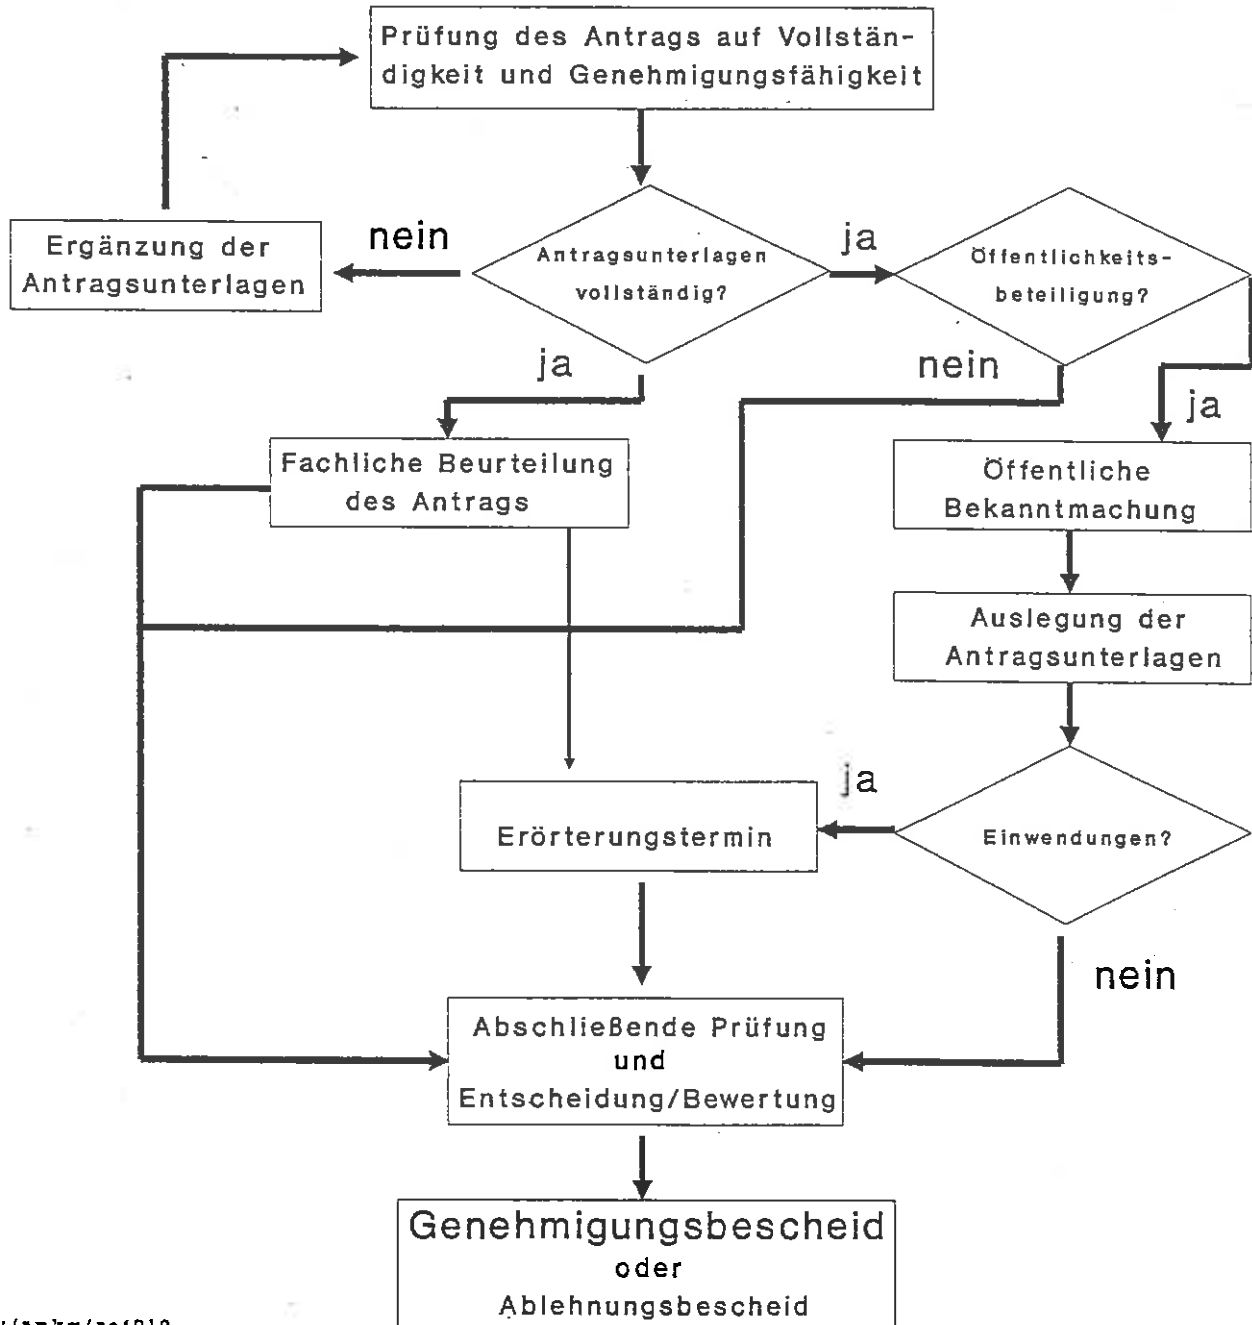 Prüfung des Antrags auf Vollstän-
digkeit und Genehmigungsfähigkeit
Ergänzung der
Antragsunterlagen
nein
Antragsunterlagen
vollständig?
ja
Öffentlichkeits-
beteiligung?
ja
nein
ja
Fachliche Beurteilung
des Antrags
Öffentliche
Bekanntmachung
Auslegung der
Antragsunterlagen
ja
Erörterungstermin
Einwendungen?
nein
Abschließende Prüfung
und
Entscheidung/Bewertung
Genehmigungsbescheid
oder
Ablehnungsbescheid